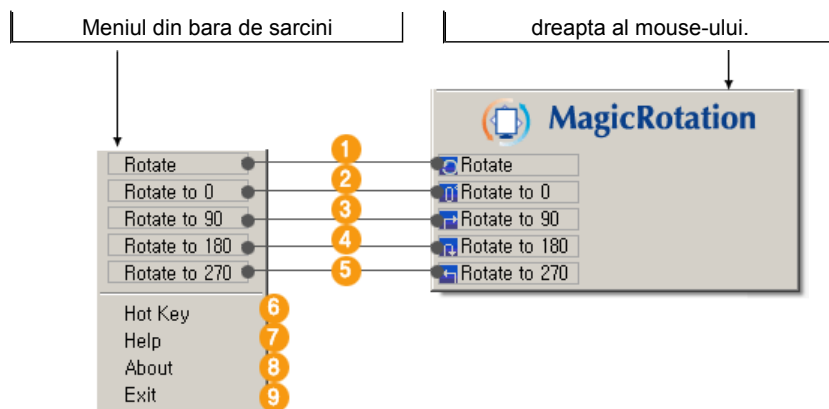 Meniul din bara de sarcini
dreapta al mouse-ului.
MagicRotation
Rotate 1 Rotate
Rotate to 0 2 Rotate to 0
Rotate to 90 3 Rotate to 90
Rotate to 180 4 Rotate to 180
Rotate to 270 5 Rotate to 270
Hot Key 6
Help 7
About 8
Exit 9